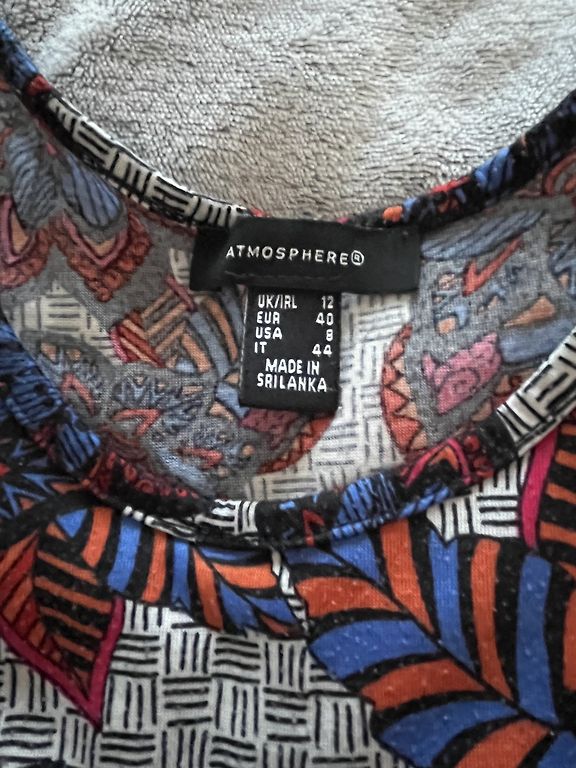 ATMOSPHERE®
UK/IRL 12
EUR 40
USA 8
IT 44
MADE IN
SRILANKA